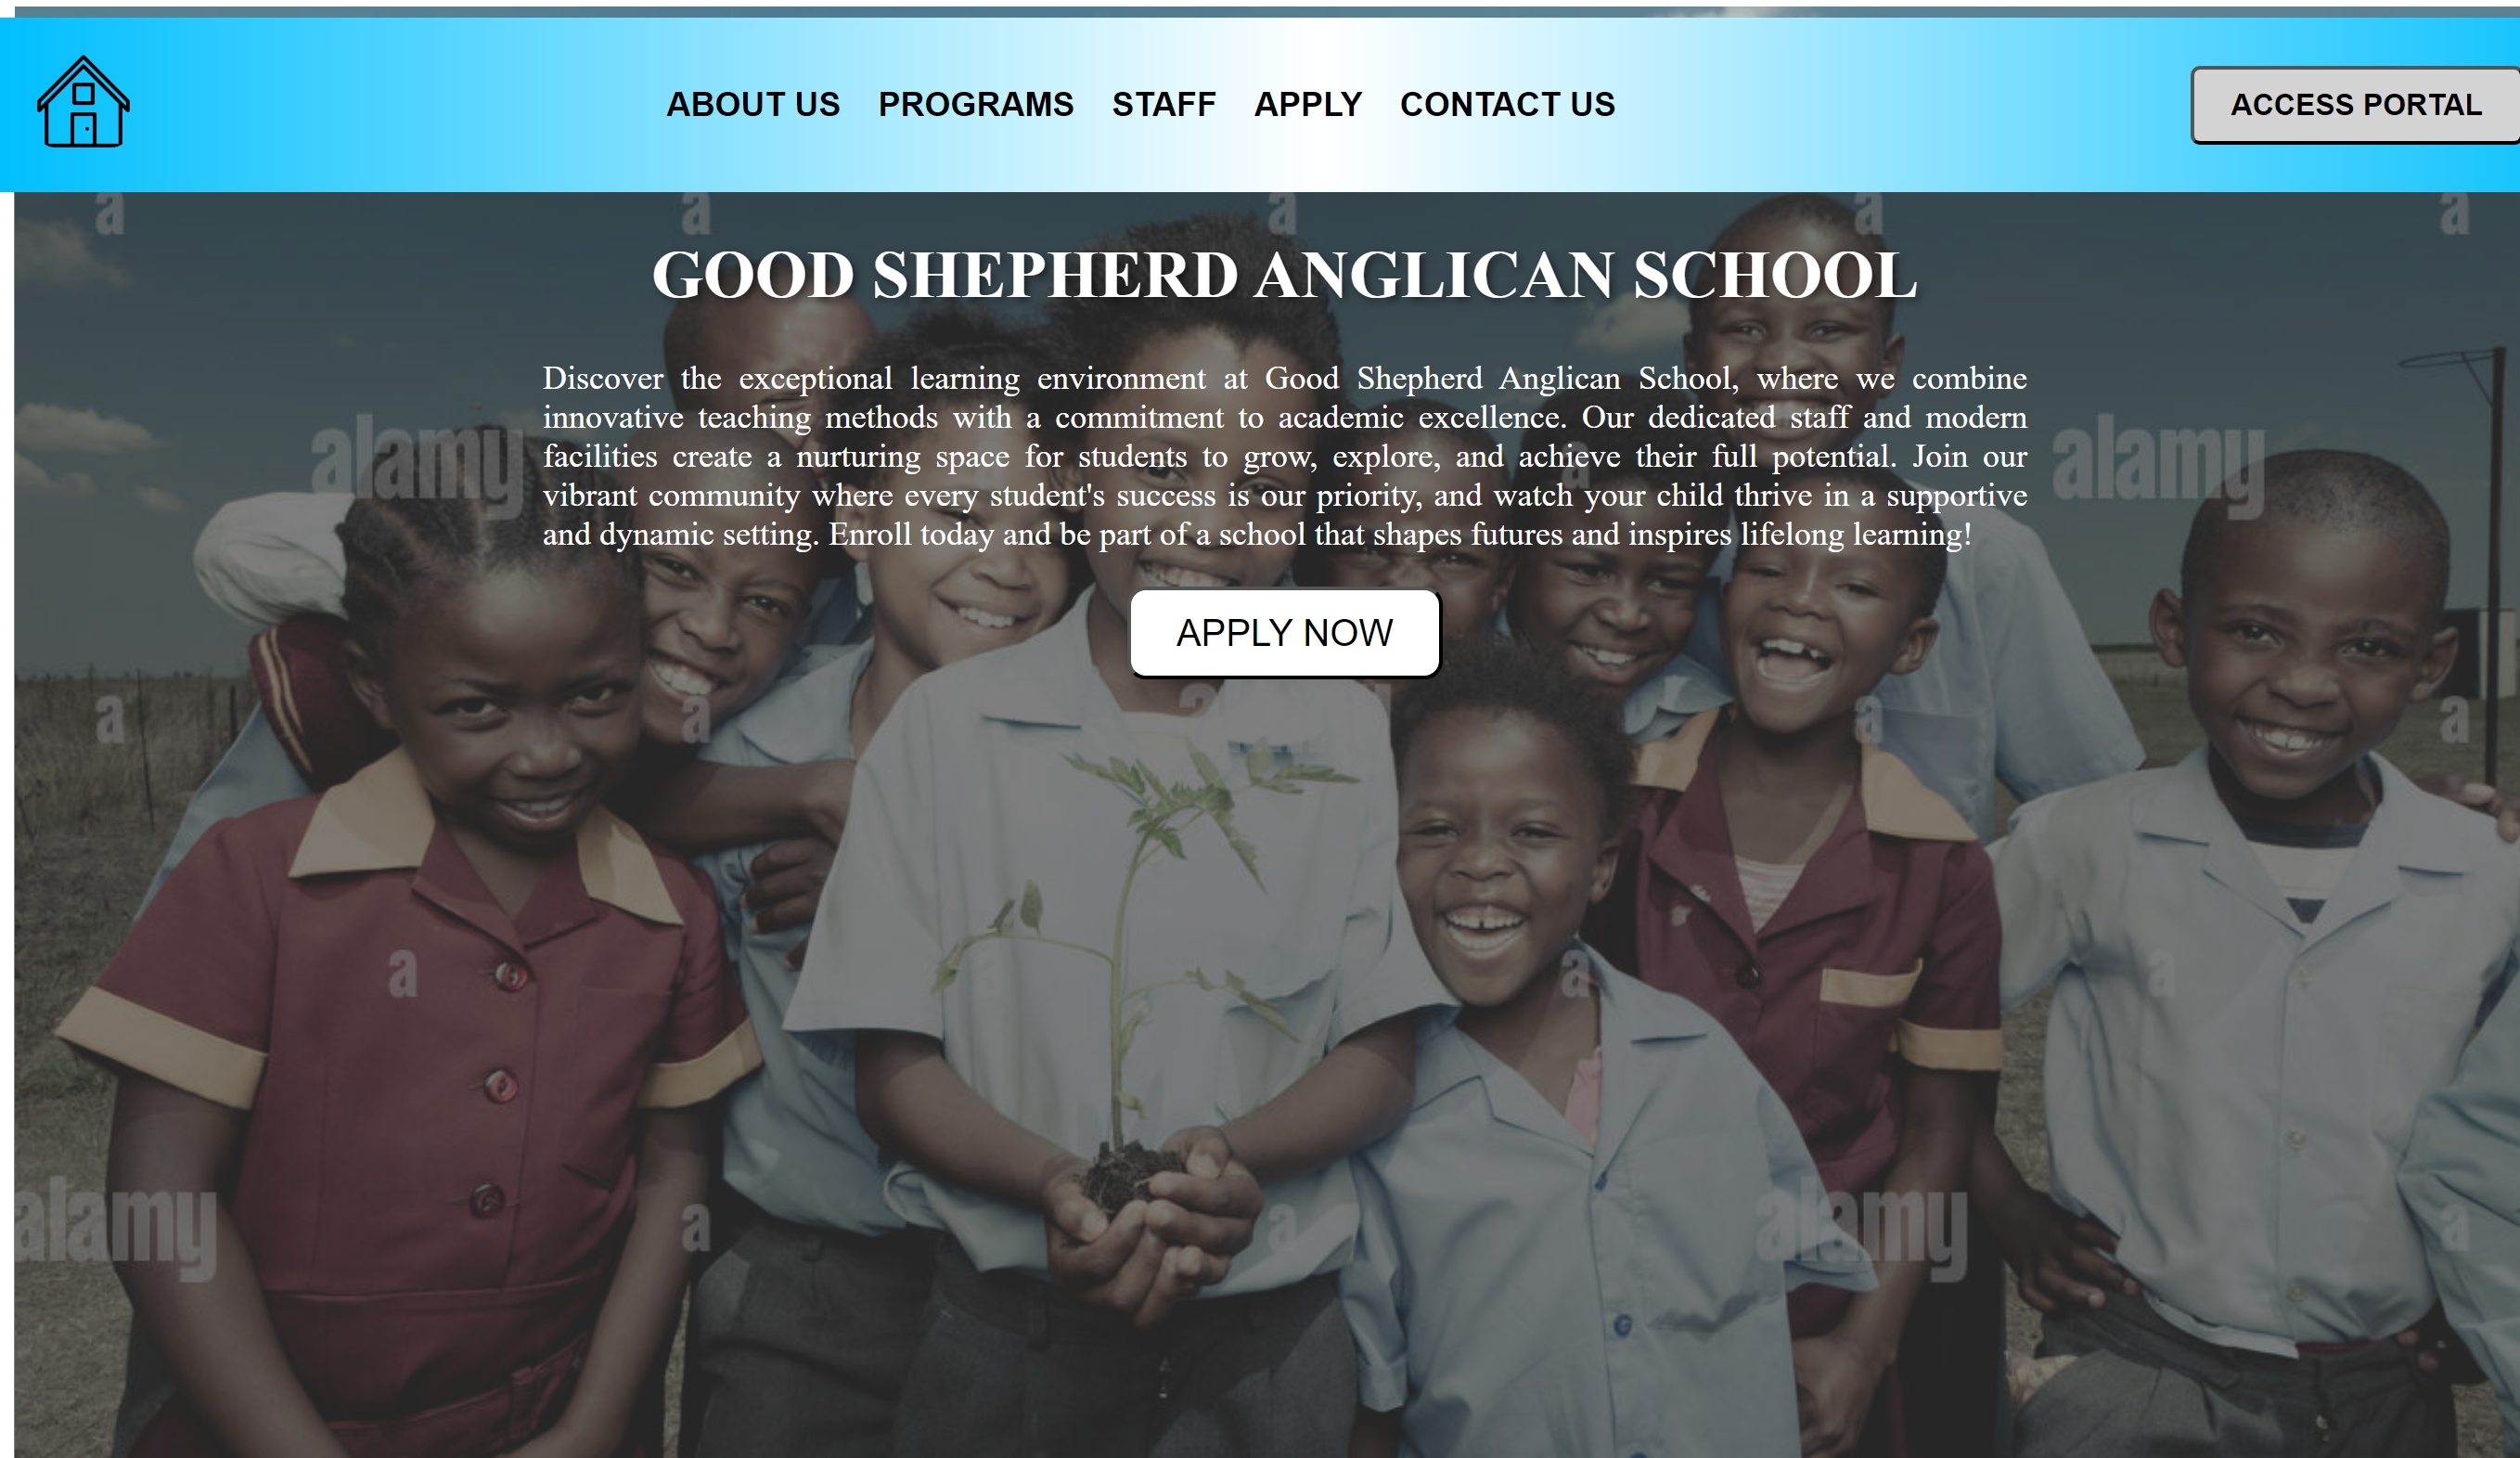 ABOUT US PROGRAMS STAFF APPLY CONTACT US ACCESS PORTAL
a a a a a
GOOD SHEPHERD ANGLICAN SCHOOL
Discover the exceptional learning environment at Good Shepherd Anglican School, where we combine
innovative teaching methods with a commitment to academic excellence. Our dedicated staff and modern
facilities create a nurturing space for students to grow, explore, and achieve their full potential. Join our
vibrant community where every student's success is our priority, and watch your child thrive in a supportive
and dynamic setting. Enroll today and be part of a school that shapes futures and inspires lifelong learning!
alamy a alamy
APPLY NOW
a a a a
a a a
alamy a a alamy a